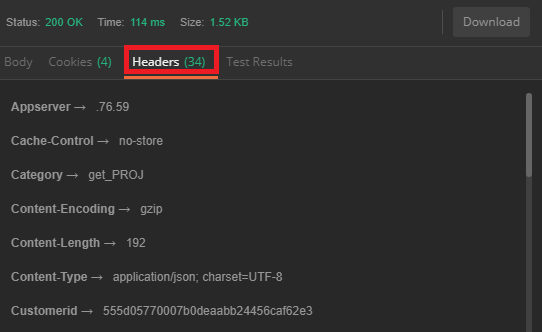 Status: 200 OK Time: 114 ms Size: 1.52 KB Download
Body Cookies (4) Headers (34) Test Results
Appserver → .76.59
Cache-Control → no-store
Category → get_PROJ
Content-Encoding → gzip
Content-Length → 192
Content-Type → application/json; charset=UTF-8
Customerid → 555d05770007b0deaabb24456caf62e3